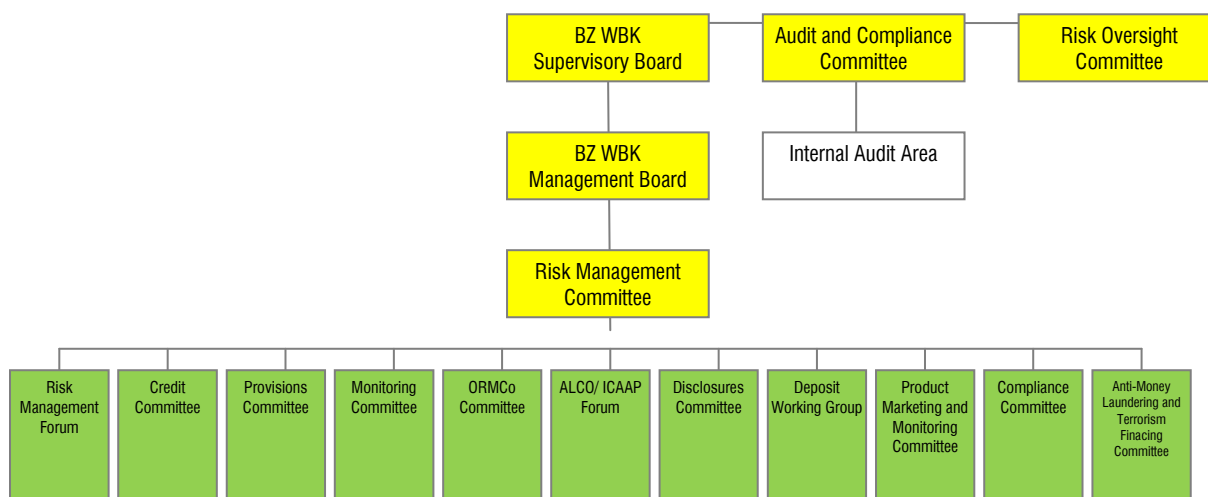 BZ WBK
Supervisory Board
Audit and Compliance
Committee
Risk Oversight
Committee
BZ WBK
Management Board
Internal Audit Area
Risk Management
Committee
Risk
Management
Forum
Credit
Committee
Provisions
Committee
Monitoring
Committee
ORMCo
Committee
ALCO/ ICAAP
Forum
Disclosures
Committee
Deposit
Working Group
Product
Marketing and
Monitoring
Committee
Compliance
Committee
Anti-Money
Laundering and
Terrorism
Finacing
Committee